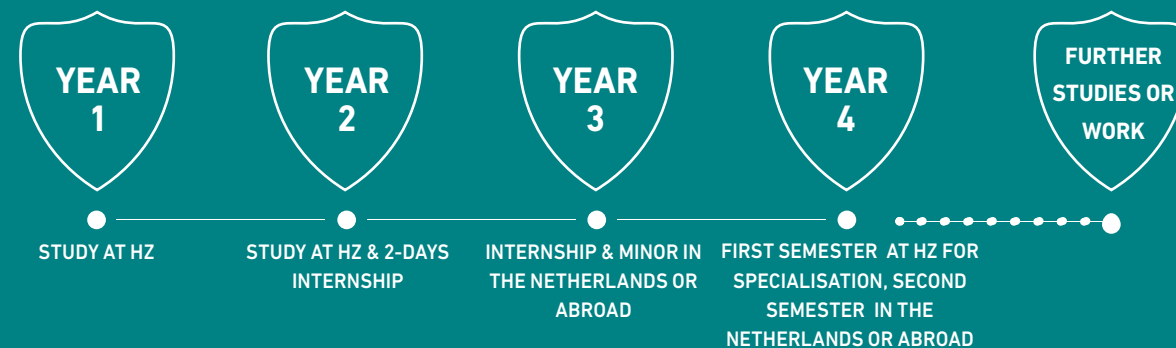 YEAR
1
YEAR
2
YEAR
3
YEAR
4
FURTHER
STUDIES OR
WORK
STUDY AT HZ
STUDY AT HZ & 2-DAYS
INTERNSHIP
INTERNSHIP & MINOR IN
THE NETHERLANDS OR
ABROAD
FIRST SEMESTER AT HZ FOR
SPECIALISATION, SECOND
SEMESTER IN THE
NETHERLANDS OR ABROAD